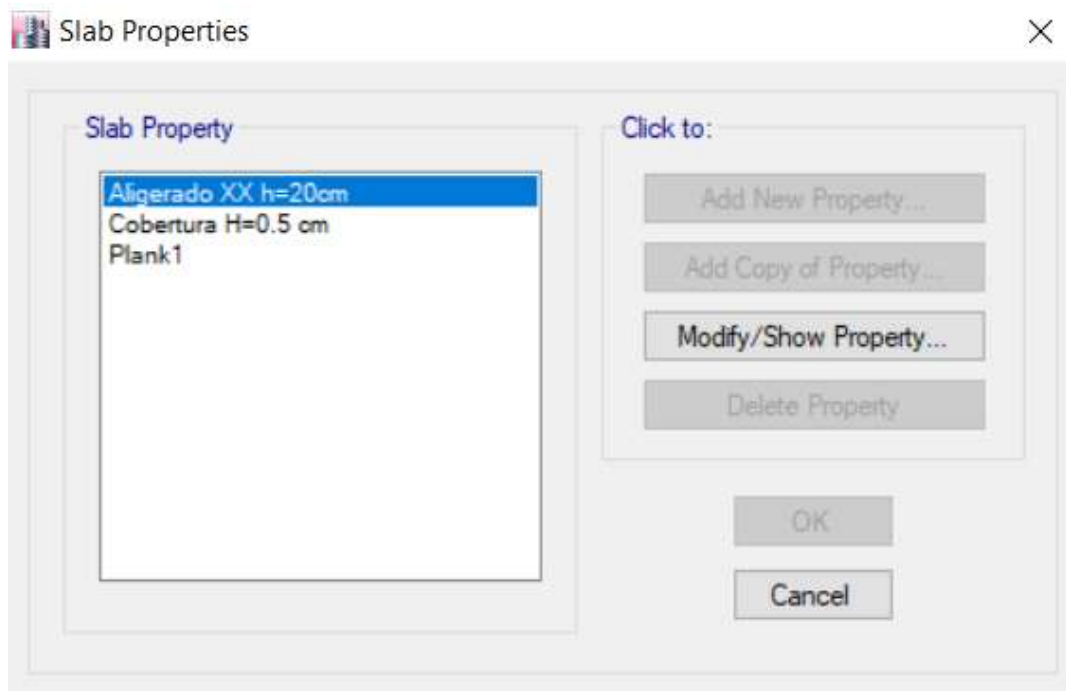 Slab Properties
Slab Property
Aligerado XX h=20cm
Cobertura H=0.5 cm
Plank1
Click to:
Add New Property...
Add Copy of Property...
Modify/Show Property...
Delete Property
OK
Cancel